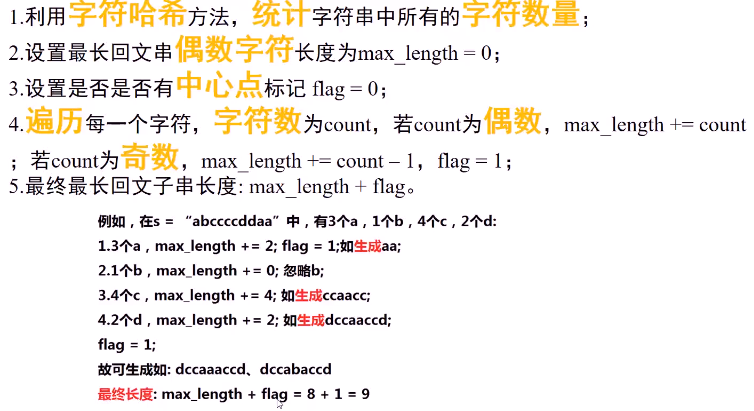 1.利用字符哈希方法，统计字符串中所有的字符数量；
2.设置最长回文串偶数字符长度为max_length = 0；
3.设置是否是否有中心点标记 flag = 0；
4.遍历每一个字符，字符数为count，若count为偶数，max_length += count
；若count为奇数，max_length += count – 1，flag = 1；
5.最终最长回文子串长度: max_length + flag。
例如，在s = “abccccddaa”中，有3个a，1个b，4个c，2个d:
1.3个a，max_length += 2; flag = 1;如生成aa;
2.1个b，max_length += 0; 忽略b;
3.4个c，max_length += 4; 如生成ccaacc;
4.2个d，max_length += 2; 如生成dccaaccd;
flag = 1;
故可生成如: dccaaaccd、dccabaccd
最终长度: max_length + flag = 8 + 1 = 9